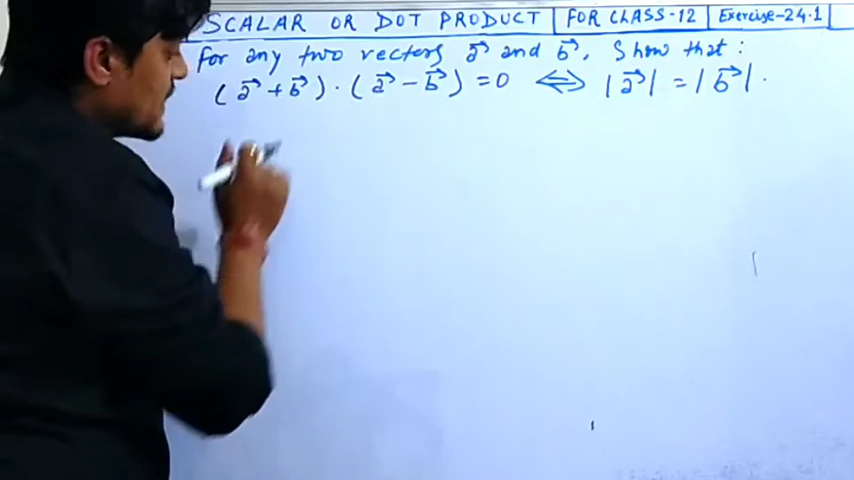 SCALAR OR DOT PRODUCT FOR CLASS-12 Exercise-24.1
For any two vectors a⃗ and b⃗, Show that :
(a⃗ + b⃗) · (a⃗ - b⃗) = 0 ⟺ |a⃗| = |b⃗|.